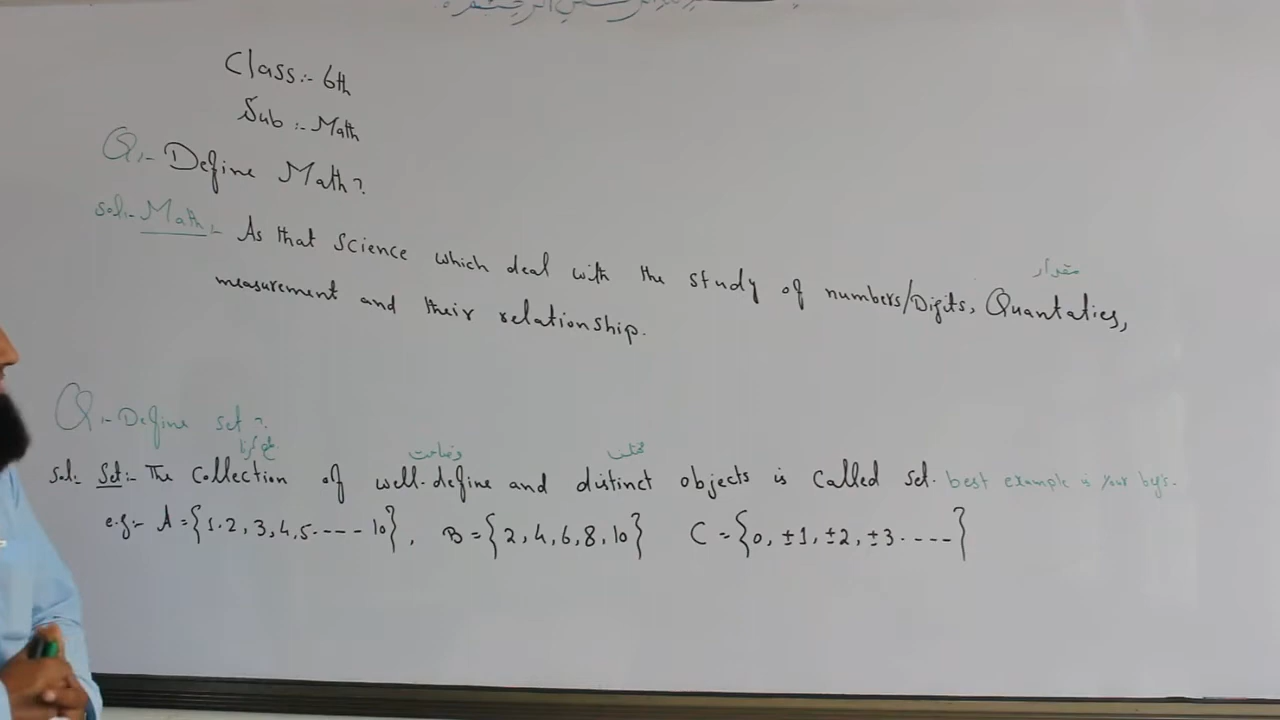 Class:- 6th
Sub :- Math
Q:- Define Math?
sol:- Math:- As that science which deal with the study of numbers/Digits, Quantaties,
مقدار
measurement and their relationship.
Q:- Define set?
جمع کرنا وضاحت مختلف
sol:- Set:- The collection of well-define and distinct objects is called set. best example is your
e.g:- A = {1.2, 3, 4, 5.---- 10}, B = {2, 4, 6, 8, 10} C = {0, ±1, ±2, ±3 ----}